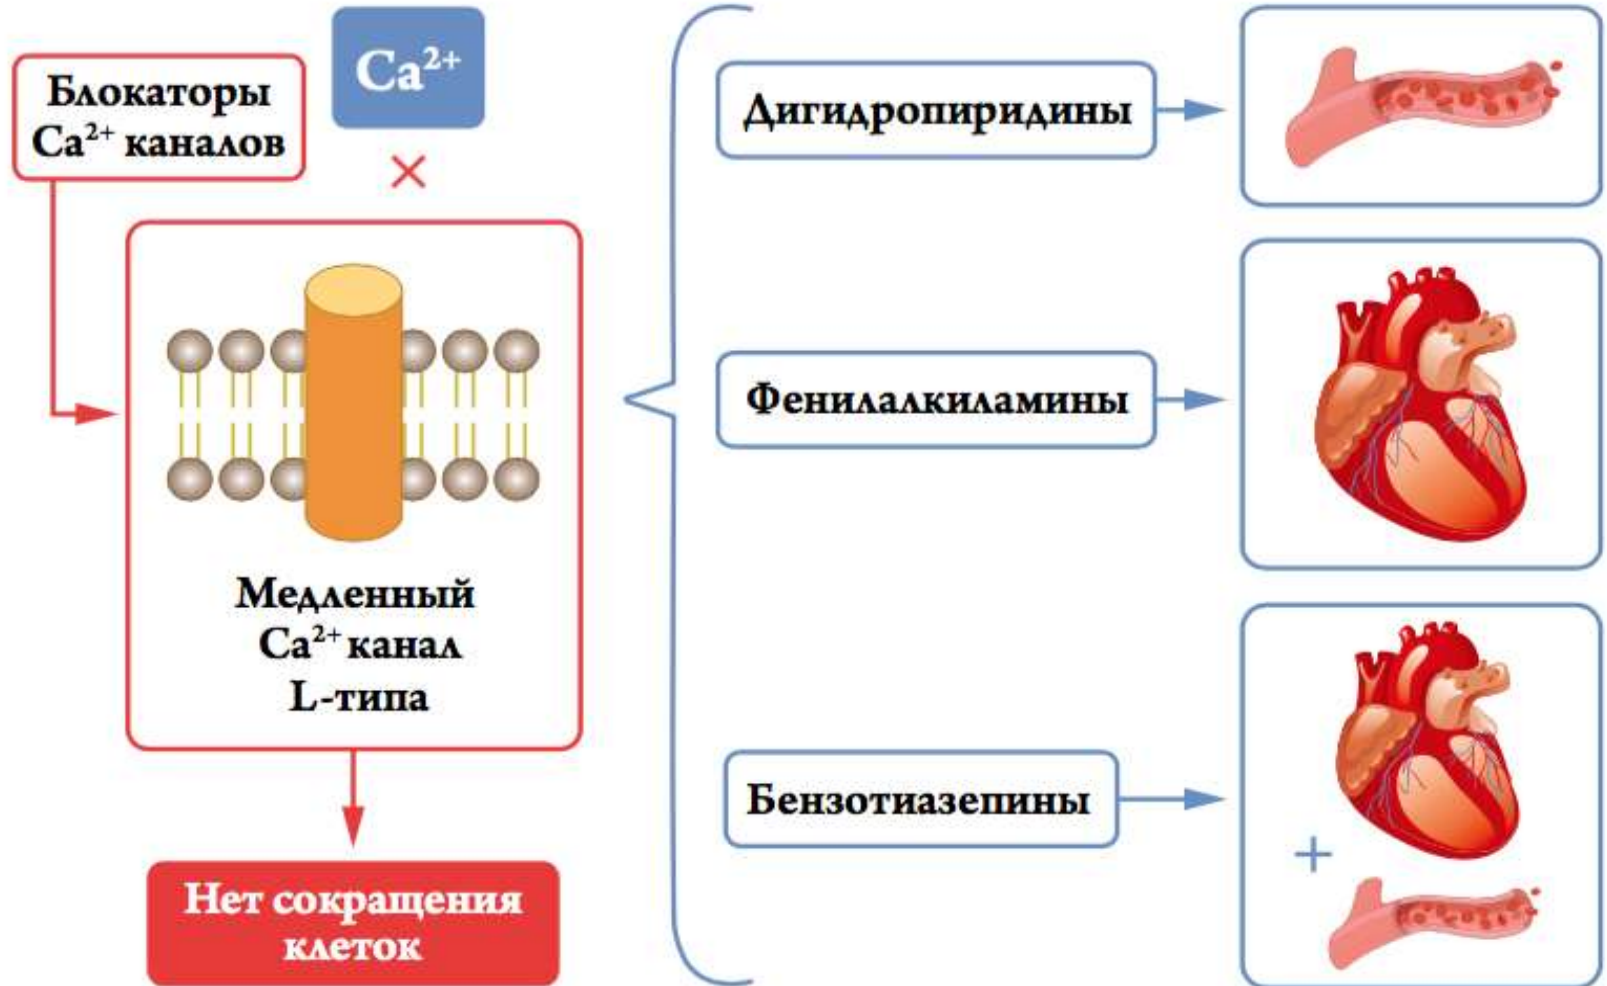 Блокаторы
Ca²⁺ каналов
Ca²⁺
Медленный
Ca²⁺ канал
L-типа
Нет сокращения
клеток
Дигидропиридины
Фенилалкиламины
Бензотиазепины